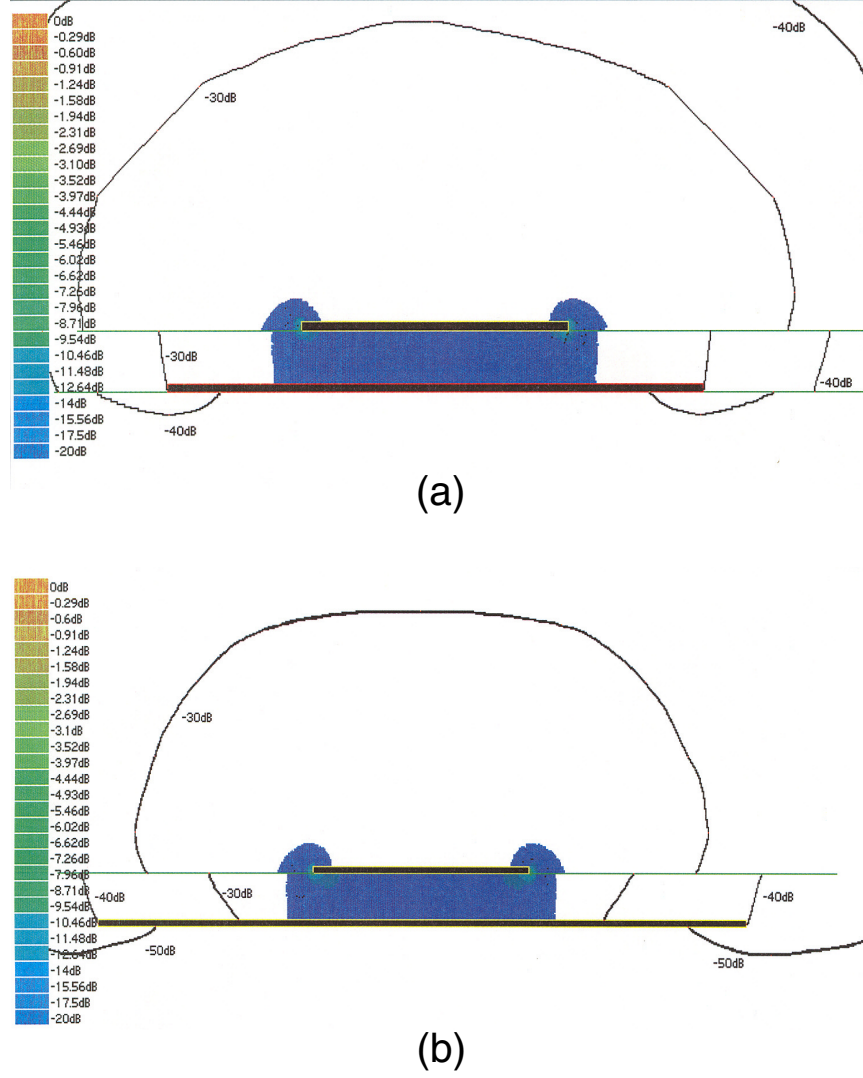 0dB
-0.29dB
-0.60dB
-0.91dB
-1.24dB
-1.58dB
-1.94dB
-2.31dB
-2.69dB
-3.10dB
-3.52dB
-3.97dB
-4.44dB
-4.93dB
-5.46dB
-6.02dB
-6.62dB
-7.25dB
-7.96dB
-8.71dB
-9.54dB
-10.46dB
-11.48dB
-12.64dB
-14dB
-15.56dB
-17.5dB
-20dB
-40dB
-30dB
-30dB
-40dB
-40dB
(a)
0dB
-0.29dB
-0.6dB
-0.91dB
-1.24dB
-1.58dB
-1.94dB
-2.31dB
-2.69dB
-3.1dB
-3.52dB
-3.97dB
-4.44dB
-4.93dB
-5.46dB
-6.02dB
-6.62dB
-7.26dB
-7.96dB
-8.71dB
-9.54dB
-10.46dB
-11.48dB
-12.64dB
-14dB
-15.56dB
-17.5dB
-20dB
-30dB
-40dB
-30dB
-40dB
-50dB
-50dB
(b)